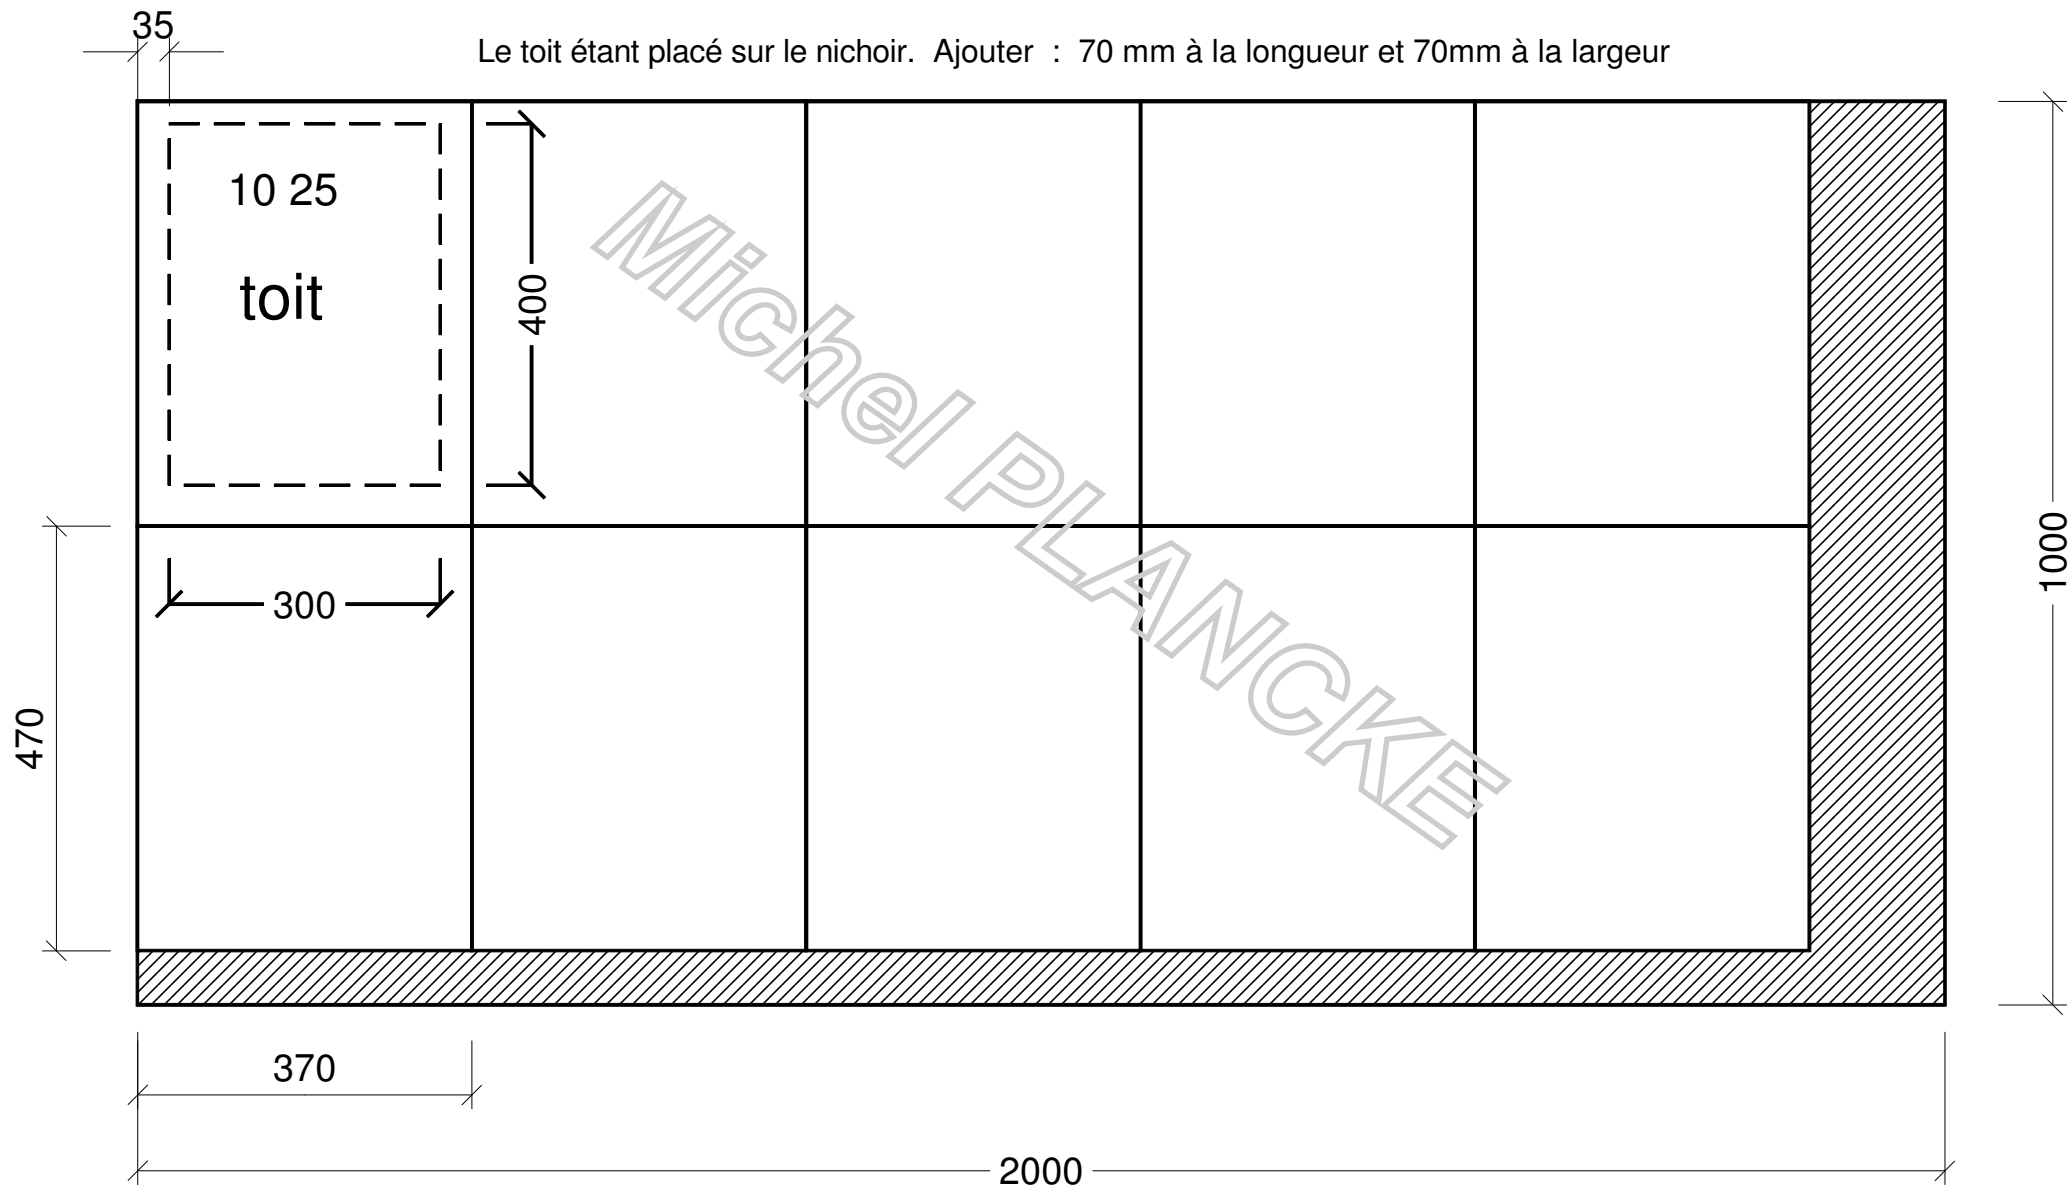 35
Le toit étant placé sur le nichoir. Ajouter : 70 mm à la longueur et 70mm à la largeur
10 25
toit
400
Michel PLANCKE
1000
300
470
370
2000